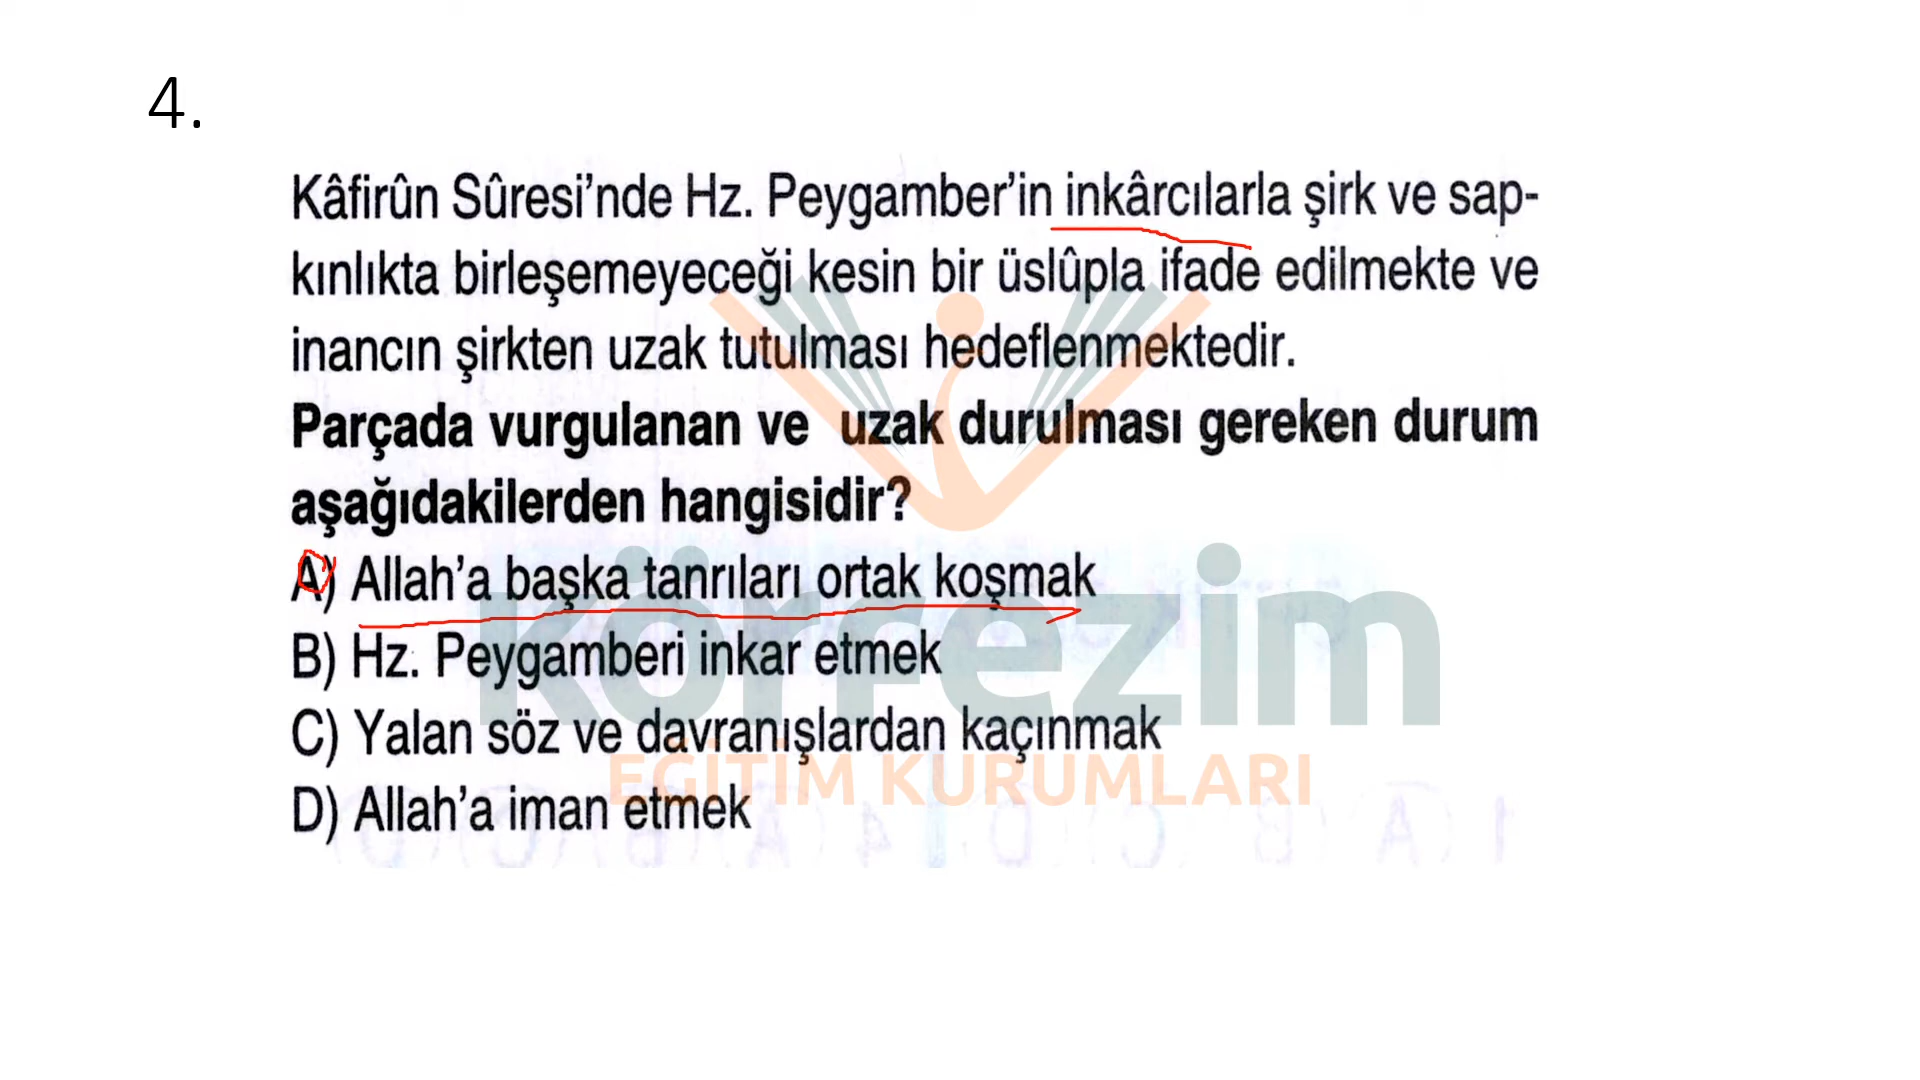 4.
Kâfirûn Sûresi’nde Hz. Peygamber’in inkârcılarla şirk ve sap-
kınlıkta birleşemeyeceği kesin bir üslûpla ifade edilmekte ve
inancın şirkten uzak tutulması hedeflenmektedir.
Parçada vurgulanan ve uzak durulması gereken durum
aşağıdakilerden hangisidir?
A) Allah’a başka tanrıları ortak koşmak
B) Hz. Peygamberi inkar etmek
C) Yalan söz ve davranışlardan kaçınmak
D) Allah’a iman etmek
körfezim
EĞİTİM KURUMLARI